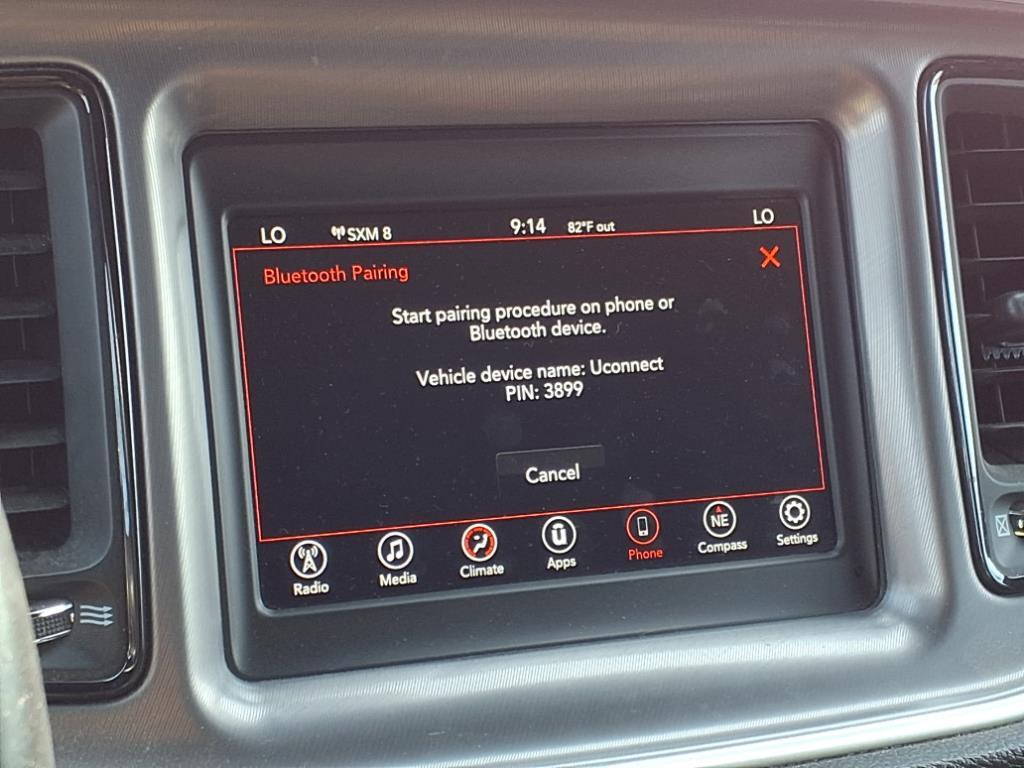 LO SXM 8 9:14 82°F out LO
Bluetooth Pairing
Start pairing procedure on phone or
Bluetooth device.
Vehicle device name: Uconnect
PIN: 3899
Cancel
NE
Radio Media Climate Apps Phone Compass Settings